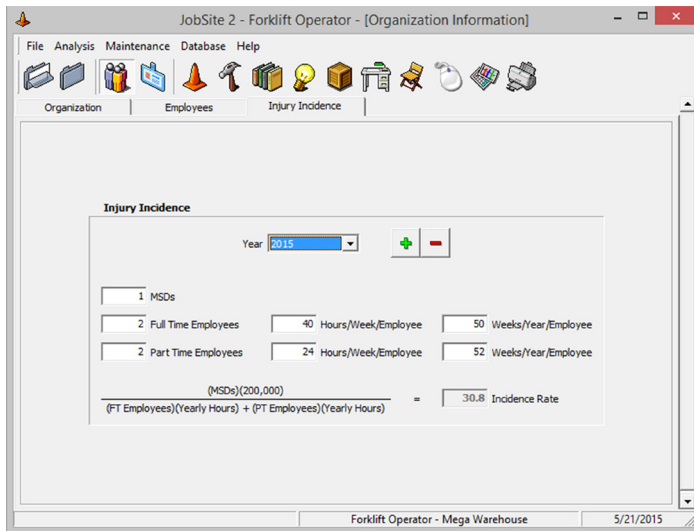 JobSite 2 - Forklift Operator - [Organization Information]
File Analysis Maintenance Database Help
Organization Employees Injury Incidence
Injury Incidence
Year 2015
1 MSDs
2 Full Time Employees 40 Hours/Week/Employee 50 Weeks/Year/Employee
2 Part Time Employees 24 Hours/Week/Employee 52 Weeks/Year/Employee
(MSDs)(200,000)
(FT Employees)(Yearly Hours) + (PT Employees)(Yearly Hours) = 30.8 Incidence Rate
Forklift Operator - Mega Warehouse 5/21/2015